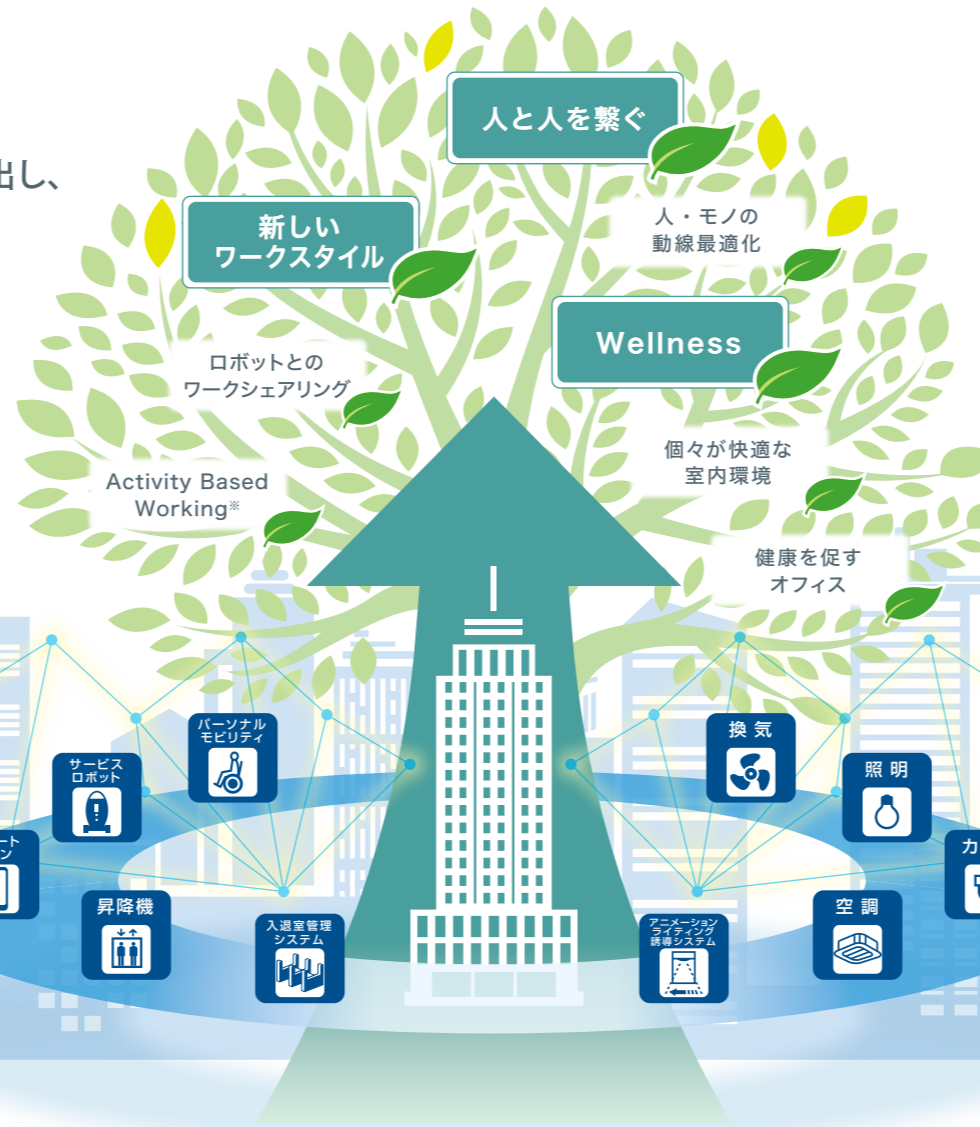 人と人を繋ぐ
出し、
人・モノの
動線最適化
新しい
ワークスタイル
Wellness
ロボットとの
ワークシェアリング
個々が快適な
室内環境
Activity Based
Working※
健康を促す
オフィス
パーソナル
モビリティ
換気
サービス
ロボット
照明
ート
ン
カ
昇降機
空調
入退室管理
システム
アニメーション
ライティング
誘導システム